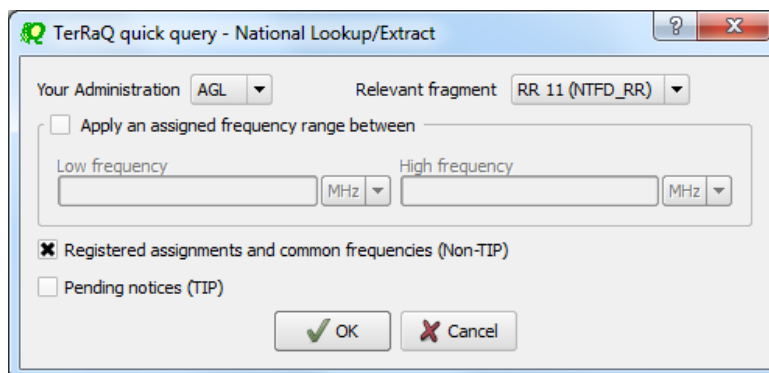 TerRaQ quick query - National Lookup/Extract
?
Your Administration AGL Relevant fragment RR 11 (NTFD_RR)
Apply an assigned frequency range between
Low frequency High frequency
MHz MHz
Registered assignments and common frequencies (Non-TIP)
Pending notices (TIP)
OK Cancel